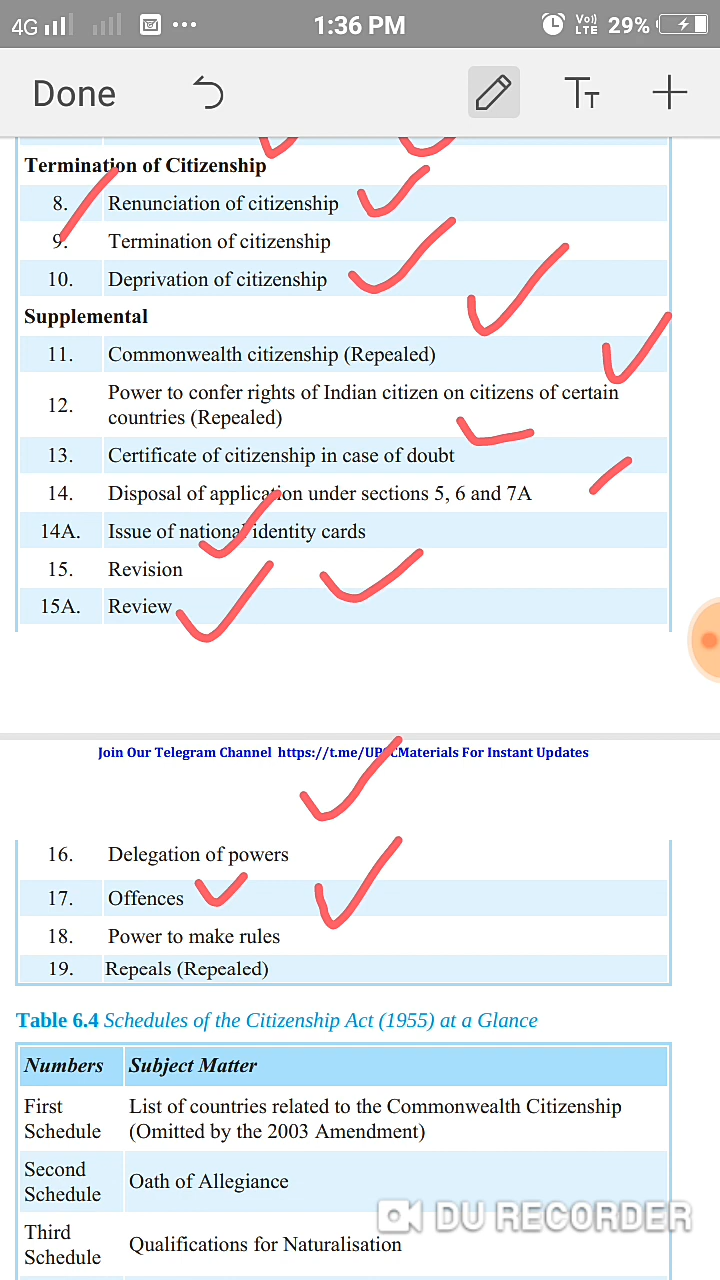 4G 1:36 PM Vo)) LTE 29%
Done TT
Termination of Citizenship
8. Renunciation of citizenship
9. Termination of citizenship
10. Deprivation of citizenship
Supplemental
11. Commonwealth citizenship (Repealed)
12. Power to confer rights of Indian citizen on citizens of certain
countries (Repealed)
13. Certificate of citizenship in case of doubt
14. Disposal of application under sections 5, 6 and 7A
14A. Issue of national identity cards
15. Revision
15A. Review
Join Our Telegram Channel https://t.me/UPSCMaterials For Instant Updates
16. Delegation of powers
17. Offences
18. Power to make rules
19. Repeals (Repealed)
Table 6.4 Schedules of the Citizenship Act (1955) at a Glance
Numbers Subject Matter
First List of countries related to the Commonwealth Citizenship
Schedule (Omitted by the 2003 Amendment)
Second
Schedule Oath of Allegiance
Third
Schedule Qualifications for Naturalisation
DU RECORDER